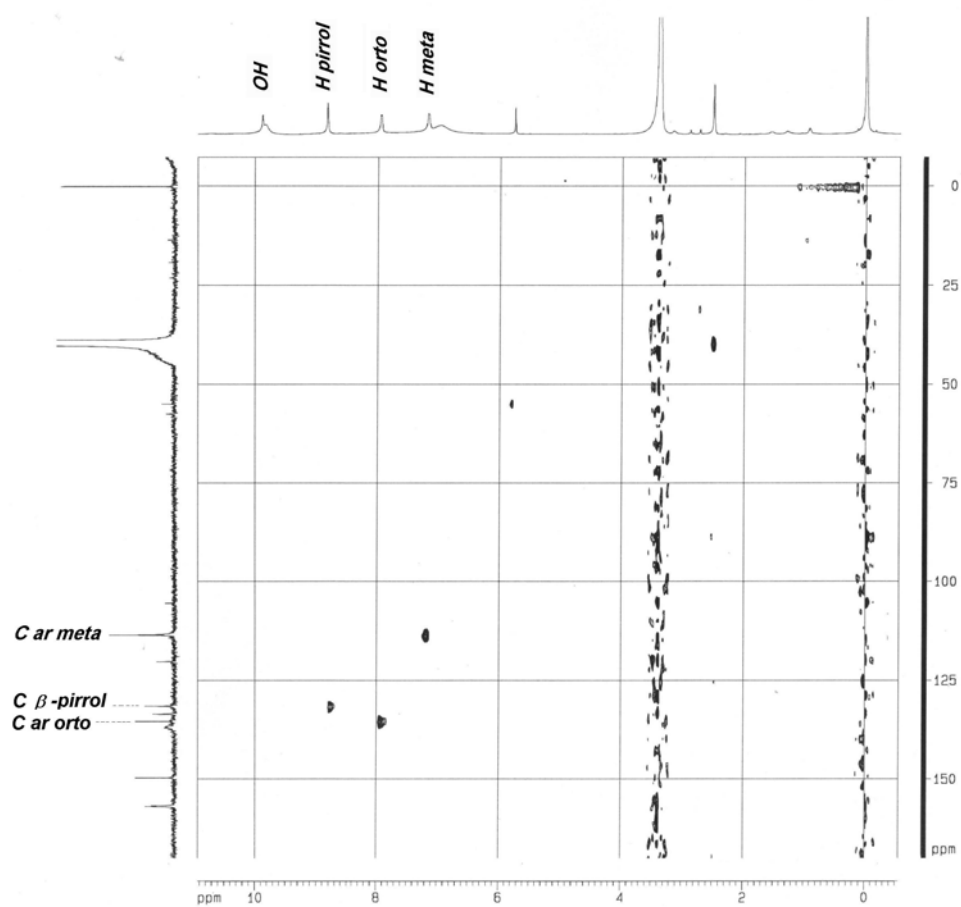 OH
H pirrol
H orto
H meta
0
25
50
75
100
C ar meta
125
C β-pirrol
C ar orto
150
ppm
ppm 10 8 6 4 2 0